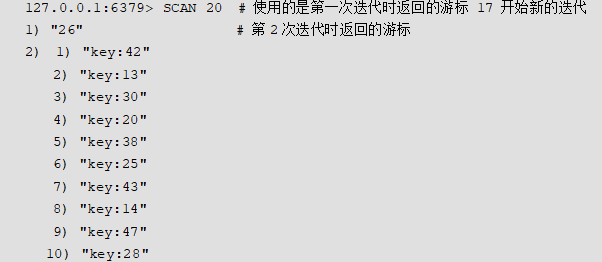 127.0.0.1:6379> SCAN 20 # 使用的是第一次迭代时返回的游标 17 开始新的迭代
1) "26" # 第 2 次迭代时返回的游标
2) 1) "key:42"
2) "key:13"
3) "key:30"
4) "key:20"
5) "key:38"
6) "key:25"
7) "key:43"
8) "key:14"
9) "key:47"
10) "key:28"